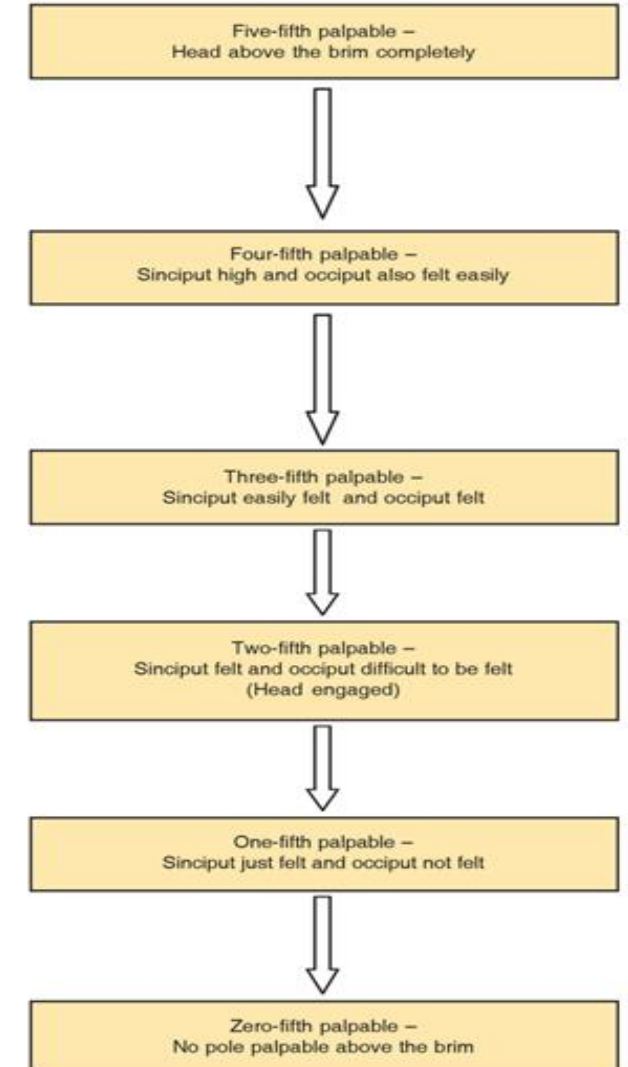 Five-fifth palpable –
Head above the brim completely
Four-fifth palpable –
Sinciput high and occiput also felt easily
Three-fifth palpable –
Sinciput easily felt and occiput felt
Two-fifth palpable –
Sinciput felt and occiput difficult to be felt
(Head engaged)
One-fifth palpable –
Sinciput just felt and occiput not felt
Zero-fifth palpable –
No pole palpable above the brim